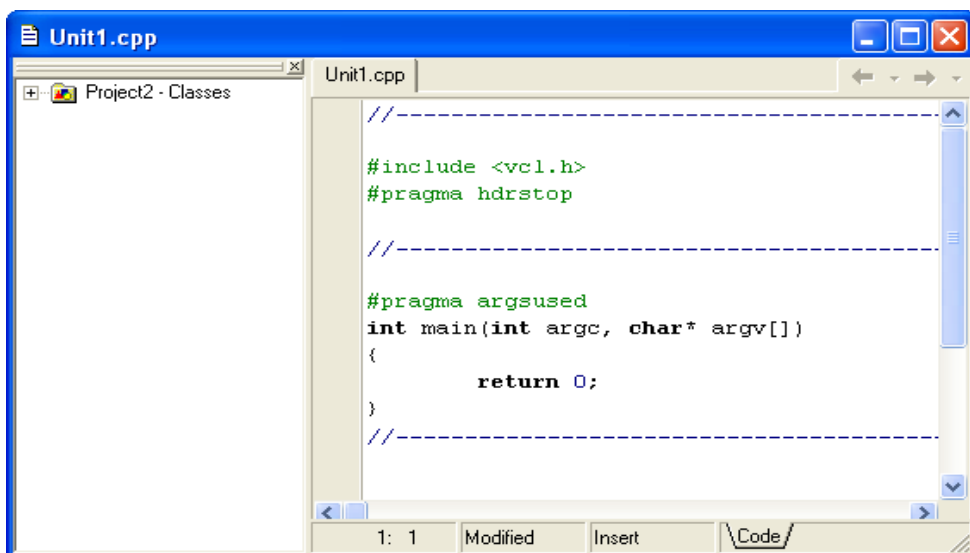 Unit1.cpp
Project2 - Classes
Unit1.cpp
//-----------------------------------------
#include <vcl.h>
#pragma hdrstop
//-----------------------------------------
#pragma argsused
int main(int argc, char* argv[])
{
return 0;
}
//-----------------------------------------
1: 1 Modified Insert \Code/